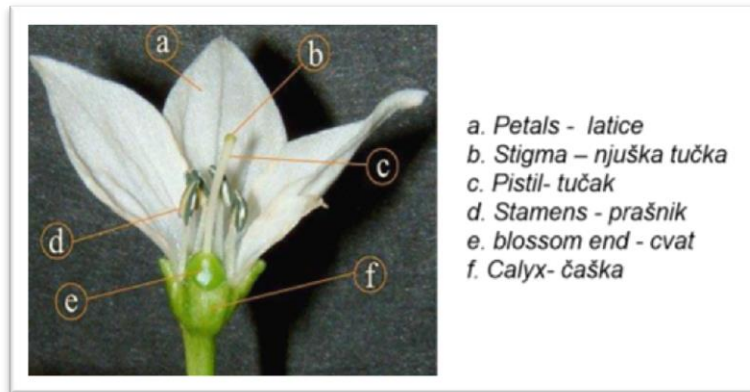 a
b
c
d
e
f
a. Petals - latice
b. Stigma – njuška tučka
c. Pistil- tučak
d. Stamens - prašnik
e. blossom end - cvat
f. Calyx- čaška